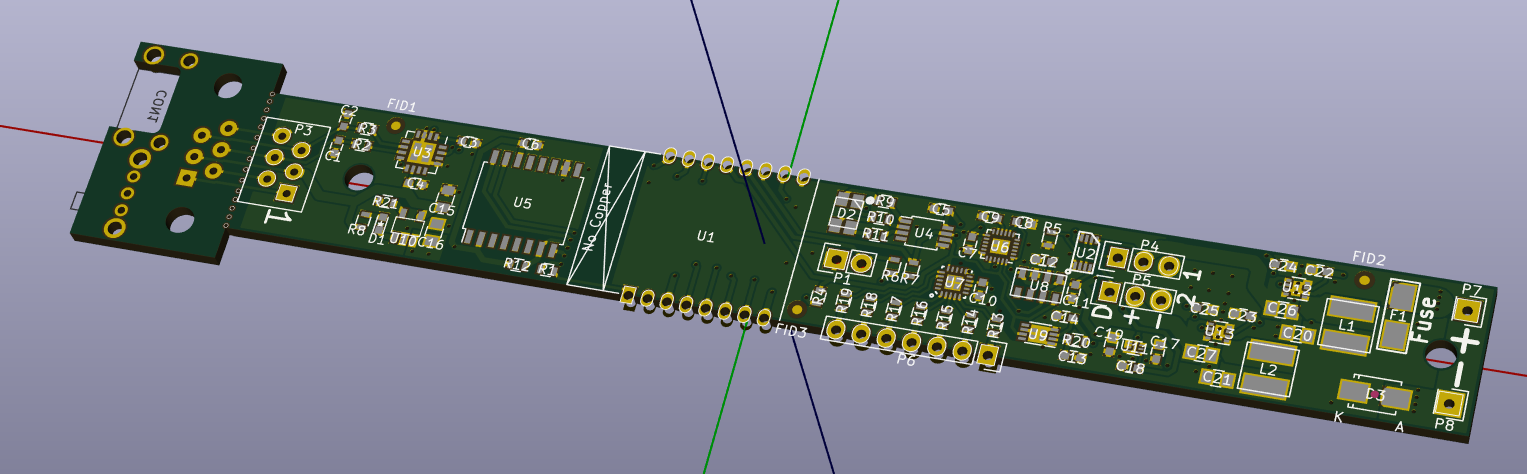 CON1
P3
1
C2
R3
R2
C1
FID1
U3
C3
C6
C4
R21
C15
R8
D1
U10
C16
U5
R12
R1
No Copper
U1
D2
R9
R10
R11
C5
U4
C9
C8
R5
C7
U6
P1
R6
R7
U7
C10
C12
U8
U2
C11
P4
1
P5
2
D
+
−
R4
R19
R18
R17
R16
R15
R14
R13
FID3
P6
U9
C14
R20
C13
C19
U11
C17
C18
C24
C22
U12
FID2
C25
C23
C26
U13
C20
C27
C21
L1
L2
F1
Fuse
P7
+
−
D3
K
A
P8